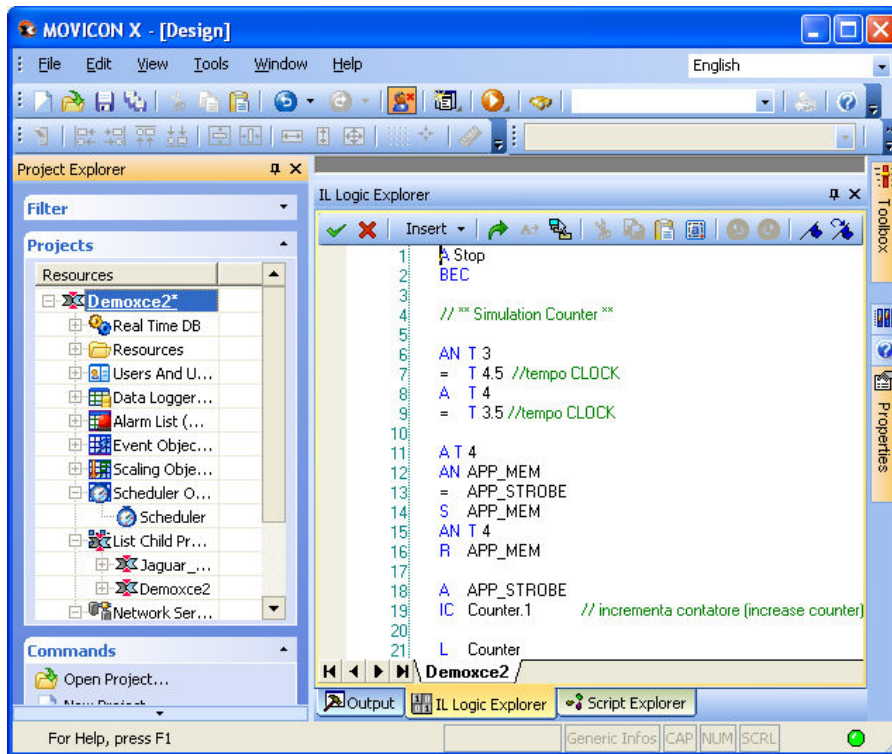 MOVICON X - [Design]
File Edit View Tools Window Help English
Project Explorer
Filter
Projects
Resources
Demoxce2*
Real Time DB
Resources
Users And U...
Data Logger...
Alarm List (...
Event Objec...
Scaling Obje...
Scheduler O...
Scheduler
List Child Pr...
Jaguar_...
Demoxce2
Network Ser...
Commands
Open Project...
IL Logic Explorer
Insert
1 A Stop
2 BEC
3
4 // ** Simulation Counter **
5
6 AN T 3
7 = T 4.5 //tempo CLOCK
8 A T 4
9 = T 3.5 //tempo CLOCK
10
11 A T 4
12 AN APP_MEM
13 = APP_STROBE
14 S APP_MEM
15 AN T 4
16 R APP_MEM
17
18 A APP_STROBE
19 IC Counter.1 // incrementa contatore (increase counter)
20
21 L Counter
Demoxce2
Output IL Logic Explorer Script Explorer
Toolbox
Properties
For Help, press F1 Generic Infos CAP NUM SCRL